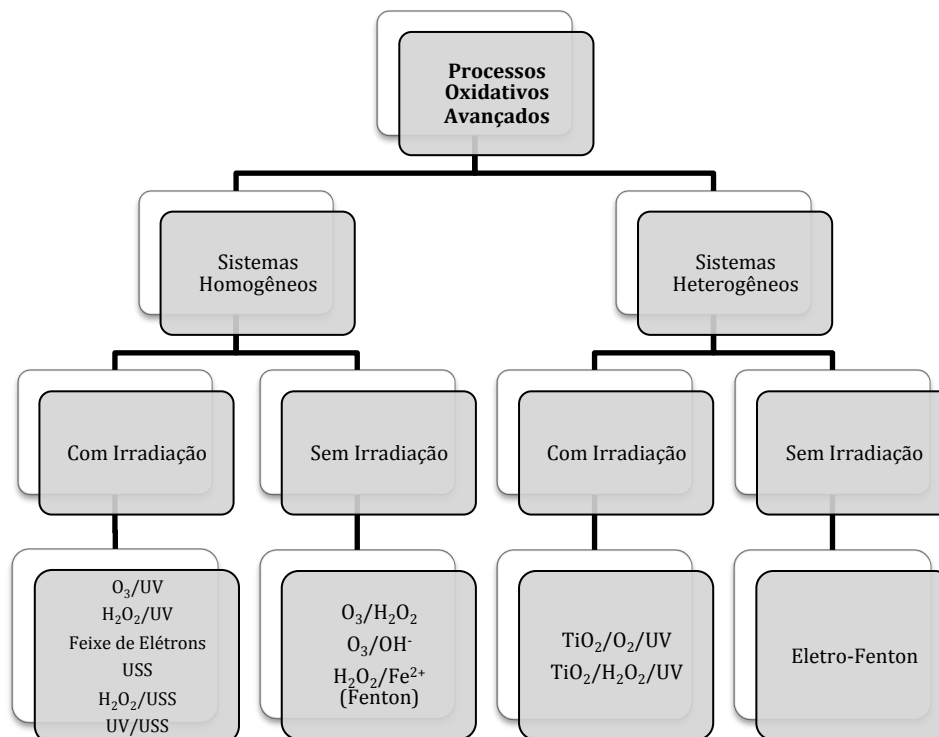 Processos
Oxidativos
Avançados
Sistemas
Homogêneos
Sistemas
Heterogêneos
Com Irradiação
Sem Irradiação
Com Irradiação
Sem Irradiação
O₃/UV
H₂O₂/UV
Feixe de Elétrons
USS
H₂O₂/USS
UV/USS
O₃/H₂O₂
O₃/OH⁻
H₂O₂/Fe²⁺
(Fenton)
TiO₂/O₂/UV
TiO₂/H₂O₂/UV
Eletro-Fenton